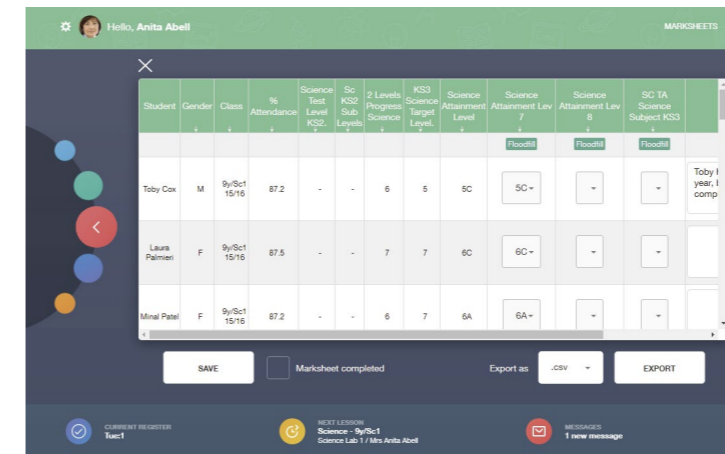 Hello, Anita Abell
MARKSHEETS
Student Gender Class % Attendance Science Test Level KS2. Sc KS2 Sub Levels 2 Levels Progress Science KS3 Science Target Level. Science Attainment Level Science Attainment Lev 7 Science Attainment Lev 8 SC TA Science Subject KS3
Floodfill Floodfill Floodfill
Toby Cox M 9y/Sc1 15/16 87.2 - - 6 5 5C 5C
Toby
year,
comp
Laura Palmieri F 9y/Sc1 15/16 87.5 - - 7 7 6C 6C
Minal Patel F 9y/Sc1 15/16 87.2 - - 6 7 6A 6A
SAVE Marksheet completed Export as .csv EXPORT
CURRENT REGISTER
Tue:1
NEXT LESSON
Science - 9y/Sc1
Science Lab 1 / Mrs Anita Abell
MESSAGES
1 new message